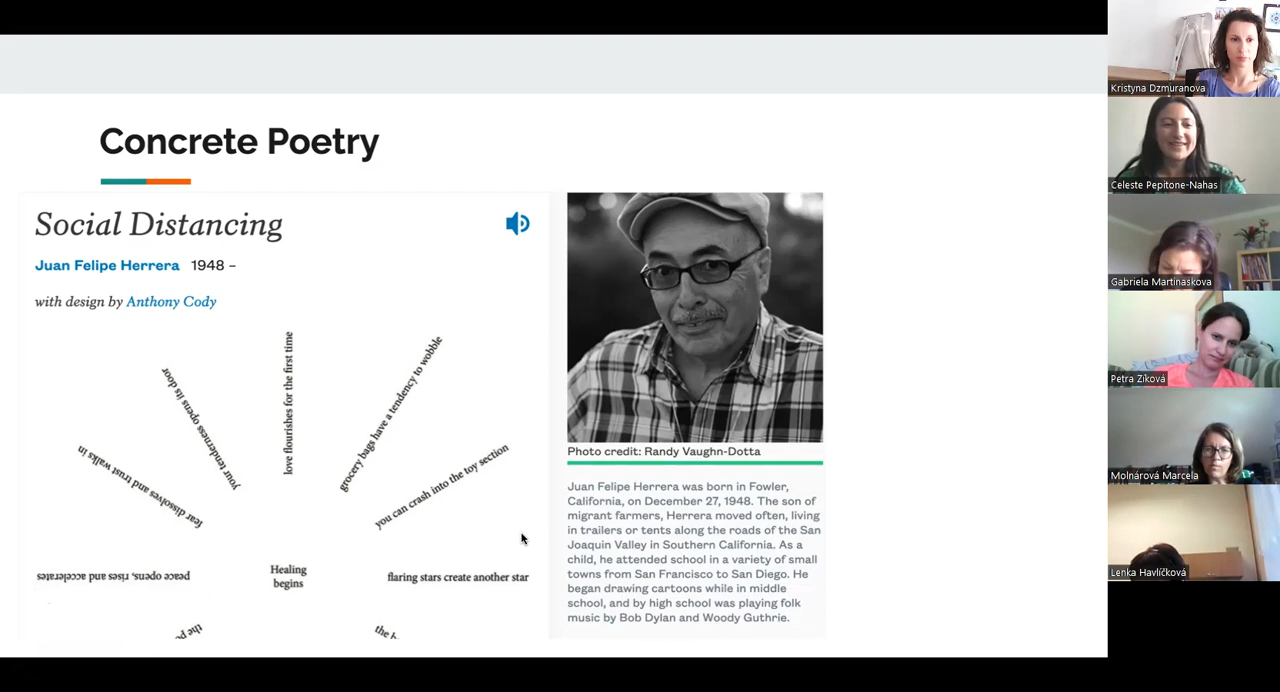 Concrete Poetry
Social Distancing
Juan Felipe Herrera 1948 –
with design by Anthony Cody
love flourishes for the first time
grocery bags have a tendency to wobble
you can crash into the toy section
flaring stars create another star
the
the
peace opens, rises and accelerates
fear dissolves and trust walks in
your tenderness opens its door
Healing
begins
Photo credit: Randy Vaughn-Dotta
Juan Felipe Herrera was born in Fowler,
California, on December 27, 1948. The son of
migrant farmers, Herrera moved often, living
in trailers or tents along the roads of the San
Joaquin Valley in Southern California. As a
child, he attended school in a variety of small
towns from San Francisco to San Diego. He
began drawing cartoons while in middle
school, and by high school was playing folk
music by Bob Dylan and Woody Guthrie.
Kristyna Dzmuranova
Celeste Pepitone-Nahas
Gabriela Martinaskova
Petra Zíková
Molnárová Marcela
Lenka Havlíčková